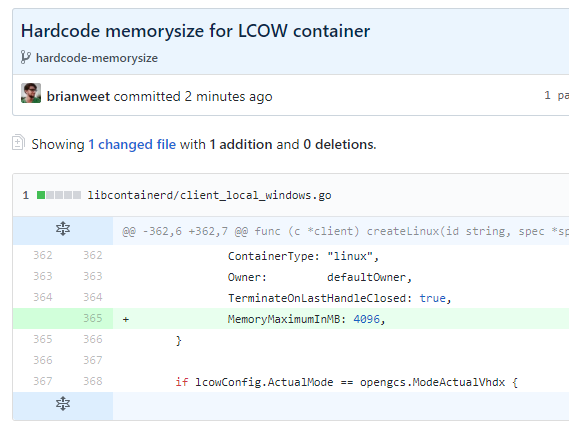 Hardcode memorysize for LCOW container
hardcode-memorysize
brianweet committed 2 minutes ago 1 pa
Showing 1 changed file with 1 addition and 0 deletions.
1 libcontainerd/client_local_windows.go
@@ -362,6 +362,7 @@ func (c *client) createLinux(id string, spec *sp
362 362 ContainerType: "linux",
363 363 Owner: defaultOwner,
364 364 TerminateOnLastHandleClosed: true,
365 + MemoryMaximumInMB: 4096,
365 366 }
366 367
367 368 if lcowConfig.ActualMode == opengcs.ModeActualVhdx {